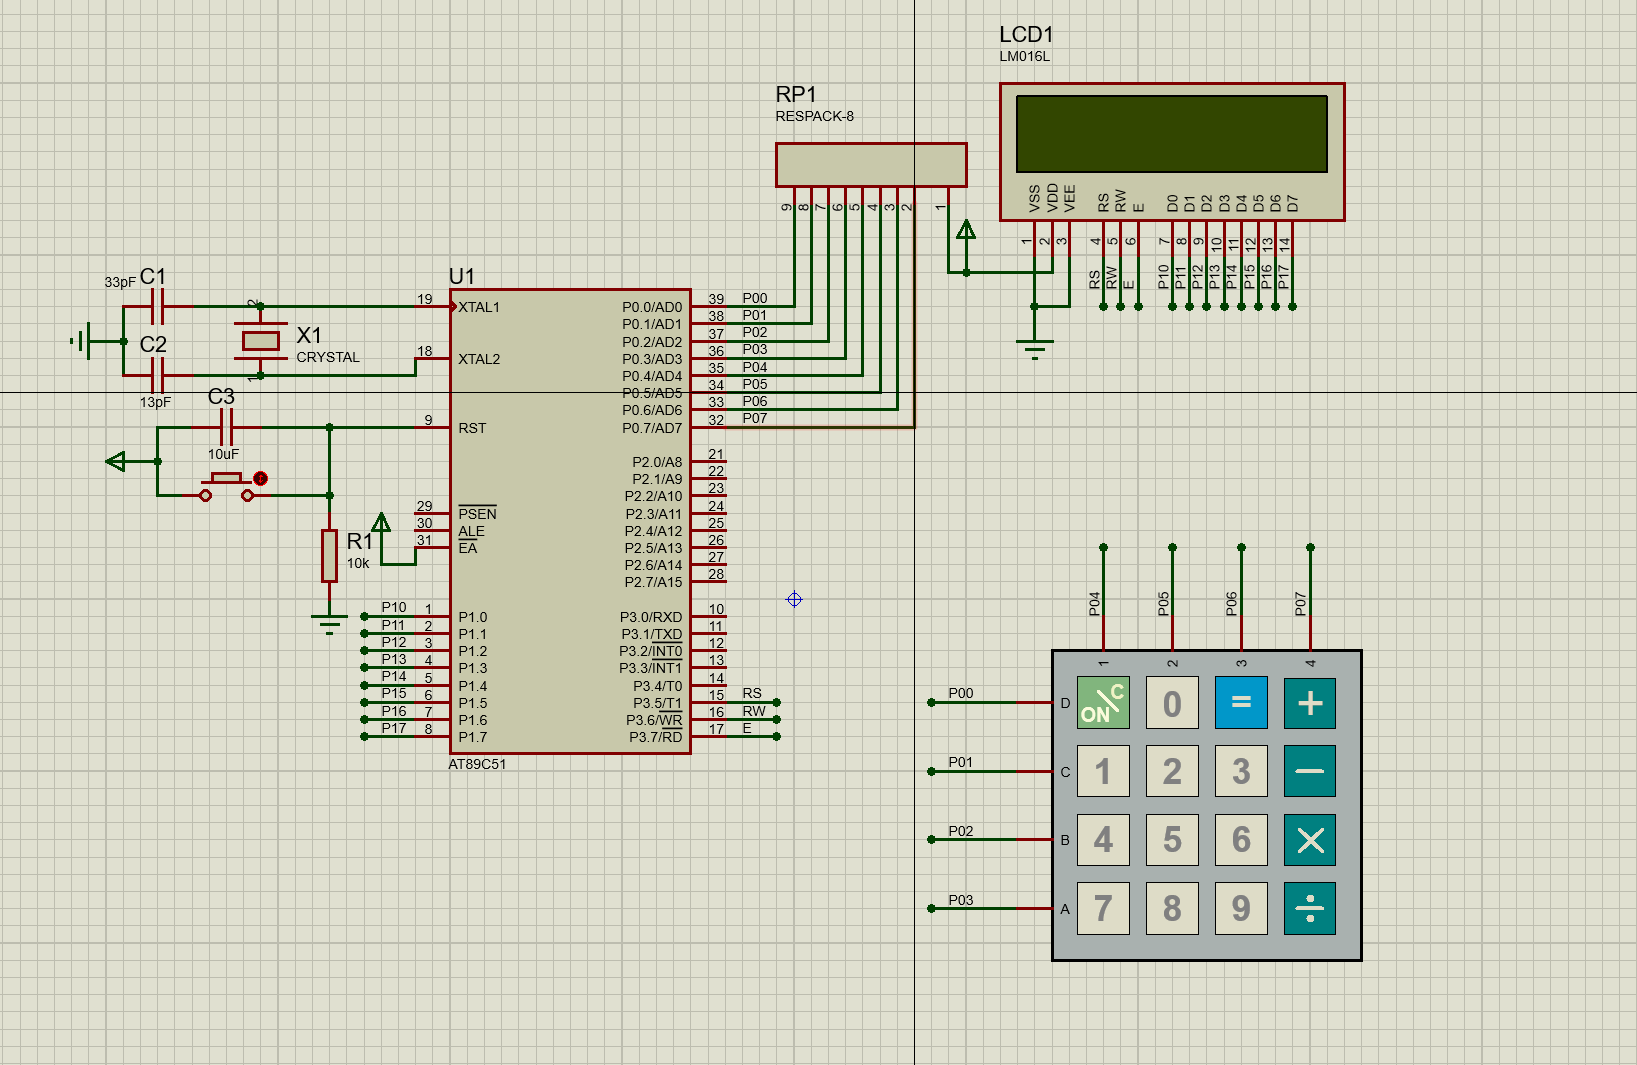 LCD1
LM016L
RP1
RESPACK-8
VSS
VDD
VEE
RS
RW
E
D0
D1
D2
D3
D4
D5
D6
D7
1
2
3
4
5
6
7
8
9
10
11
12
13
14
RS
RW
E
P10
P11
P12
P13
P14
P15
P16
P17
9
8
7
6
5
4
3
2
1
33pF
C1
C2
13pF
2
1
X1
CRYSTAL
C3
10uF
R1
10k
U1
19 XTAL1
18 XTAL2
9 RST
29 PSEN
30 ALE
31 EA
P10 1 P1.0
P11 2 P1.1
P12 3 P1.2
P13 4 P1.3
P14 5 P1.4
P15 6 P1.5
P16 7 P1.6
P17 8 P1.7
P0.0/AD0 39 P00
P0.1/AD1 38 P01
P0.2/AD2 37 P02
P0.3/AD3 36 P03
P0.4/AD4 35 P04
P0.5/AD5 34 P05
P0.6/AD6 33 P06
P0.7/AD7 32 P07
P2.0/A8 21
P2.1/A9 22
P2.2/A10 23
P2.3/A11 24
P2.4/A12 25
P2.5/A13 26
P2.6/A14 27
P2.7/A15 28
P3.0/RXD 10
P3.1/TXD 11
P3.2/INT0 12
P3.3/INT1 13
P3.4/T0 14
P3.5/T1 15 RS
P3.6/WR 16 RW
P3.7/RD 17 E
AT89C51
P04
P05
P06
P07
1
2
3
4
P00 D ON/C 0 = +
P01 C 1 2 3 −
P02 B 4 5 6 ×
P03 A 7 8 9 ÷